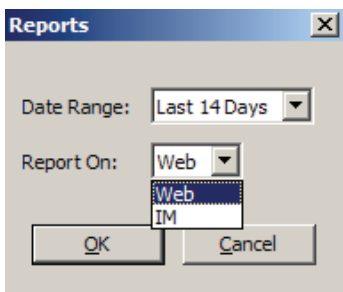 Reports
Date Range: Last 14 Days
Report On: Web
Web
IM
OK Cancel